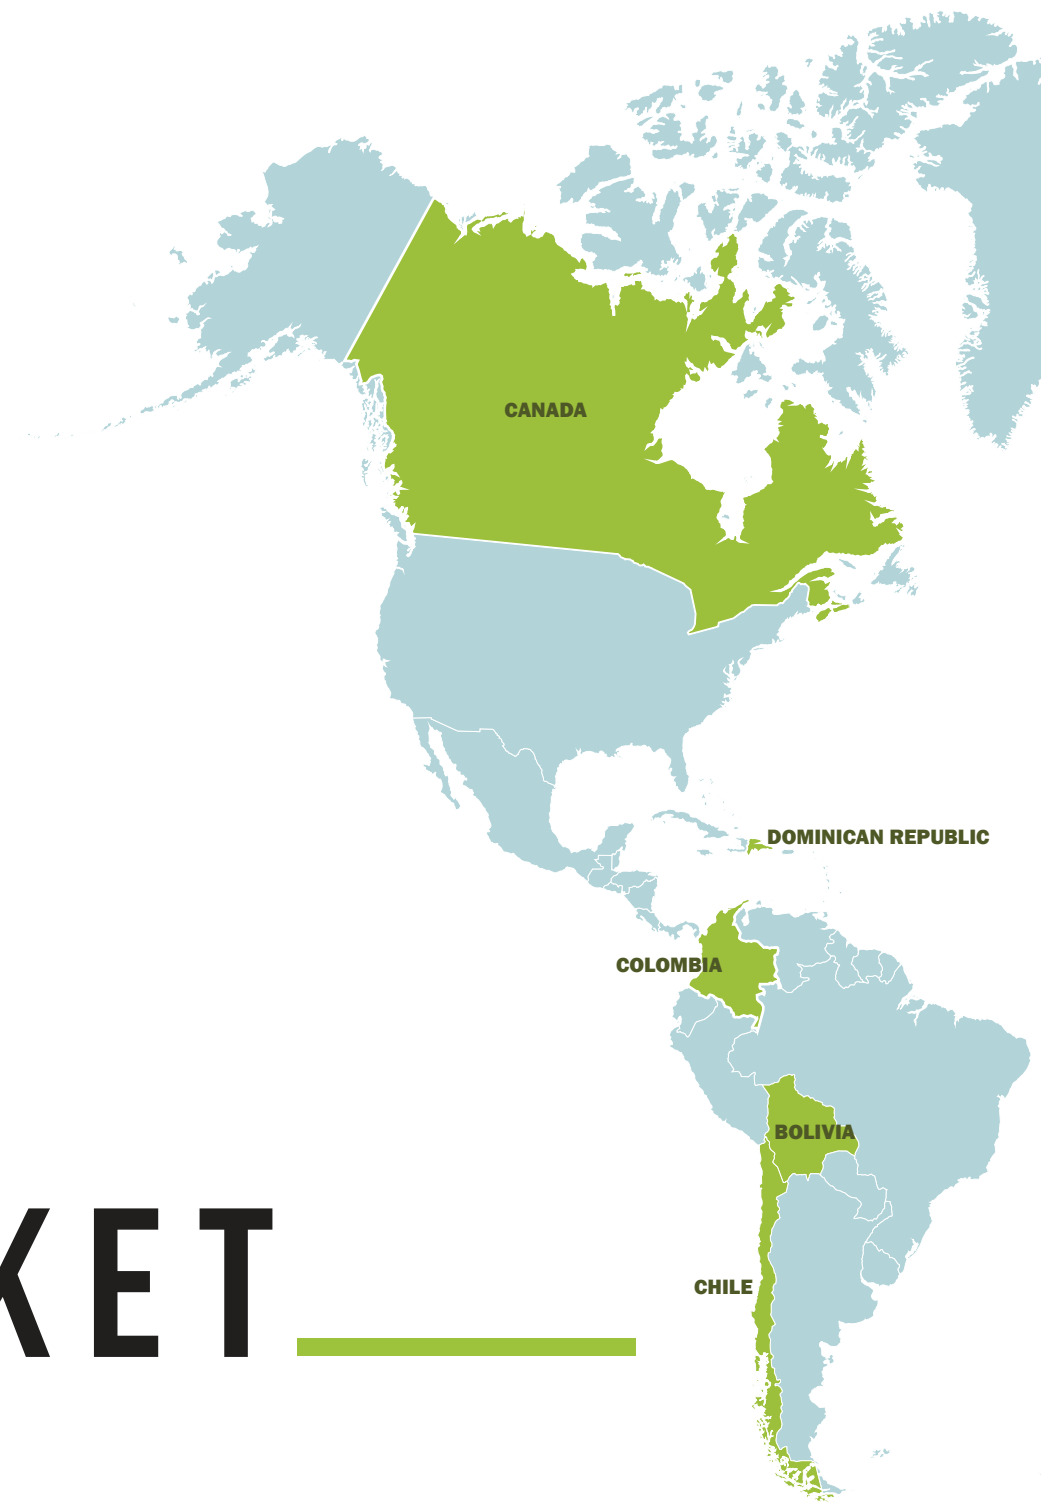 CANADA
DOMINICAN REPUBLIC
COLOMBIA
BOLIVIA
CHILE
KET